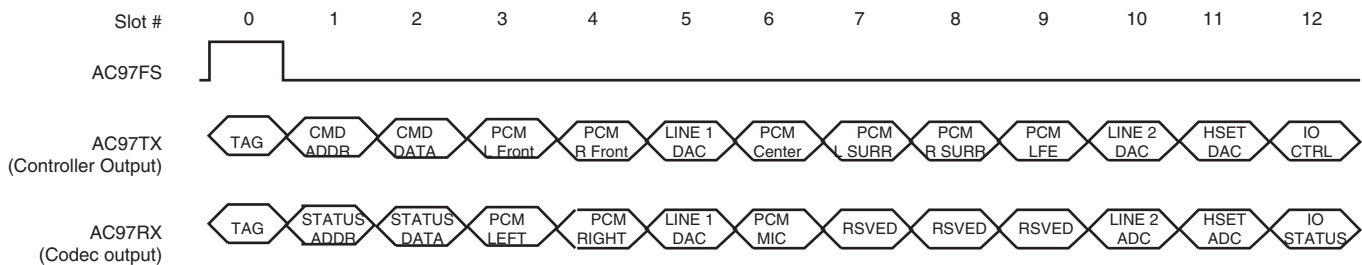 Slot # 0 1 2 3 4 5 6 7 8 9 10 11 12
AC97FS
AC97TX
(Controller Output)
TAG
CMD
ADDR
CMD
DATA
PCM
L Front
PCM
R Front
LINE 1
DAC
PCM
Center
PCM
L SURR
PCM
R SURR
PCM
LFE
LINE 2
DAC
HSET
DAC
IO
CTRL
AC97RX
(Codec output)
TAG
STATUS
ADDR
STATUS
DATA
PCM
LEFT
PCM
RIGHT
LINE 1
DAC
PCM
MIC
RSVED
RSVED
RSVED
LINE 2
ADC
HSET
ADC
IO
STATUS